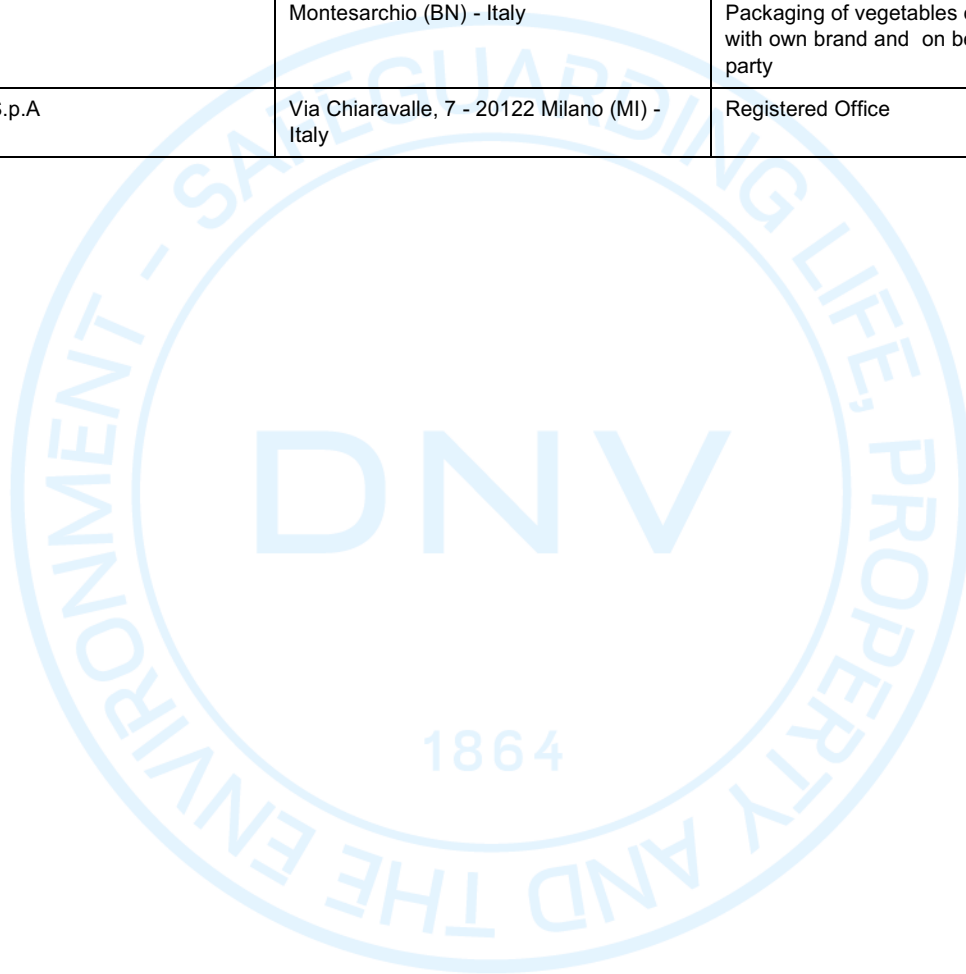 Montesarchio (BN) - Italy
Packaging of vegetables
with own brand and on
party
S.p.A
Via Chiaravalle, 7 - 20122 Milano (MI) -
Italy
Registered Office
SAFEGUARDING LIFE, PROPERTY AND THE ENVIRONMENT -
DNV
1864